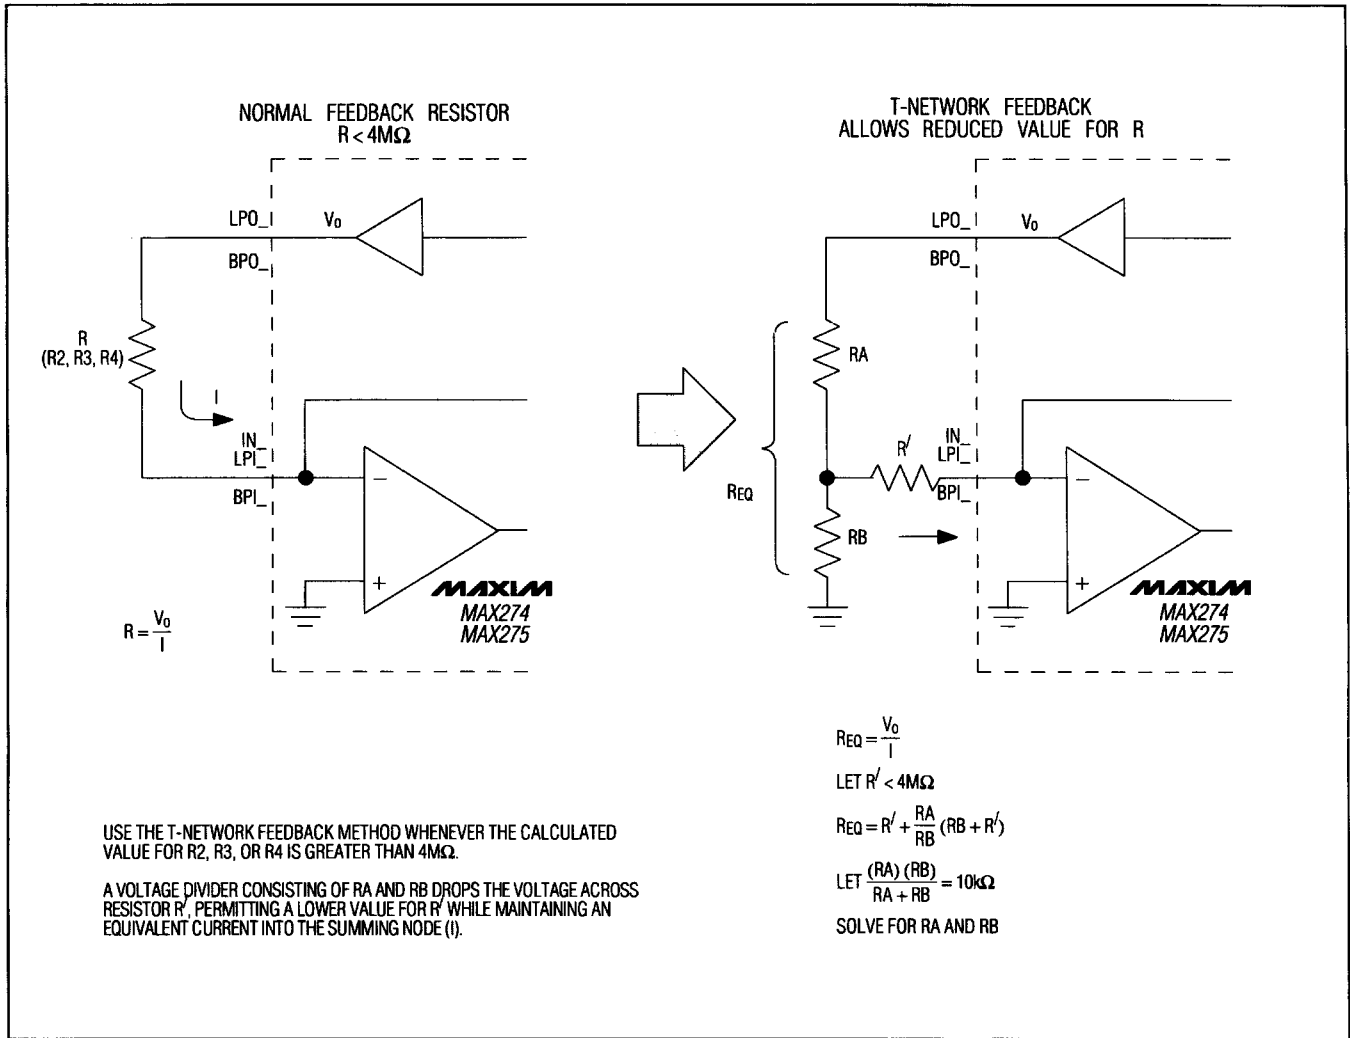 NORMAL FEEDBACK RESISTOR
R < 4MΩ
LPO_
V₀
BPO_
R
(R2, R3, R4)
I
IN_
LPI_
BPI_
−
+
MAXIM
MAX274
MAX275
R = V₀/I
T-NETWORK FEEDBACK
ALLOWS REDUCED VALUE FOR R
LPO_
V₀
BPO_
RA
R′
IN_
LPI_
BPI_
REQ
RB
−
+
MAXIM
MAX274
MAX275
REQ = V₀/I
LET R′ < 4MΩ
REQ = R′ + RA/RB (RB + R′)
LET (RA) (RB)/RA + RB = 10kΩ
SOLVE FOR RA AND RB
USE THE T-NETWORK FEEDBACK METHOD WHENEVER THE CALCULATED
VALUE FOR R2, R3, OR R4 IS GREATER THAN 4MΩ.
A VOLTAGE DIVIDER CONSISTING OF RA AND RB DROPS THE VOLTAGE ACROSS
RESISTOR R′, PERMITTING A LOWER VALUE FOR R′ WHILE MAINTAINING AN
EQUIVALENT CURRENT INTO THE SUMMING NODE (I).